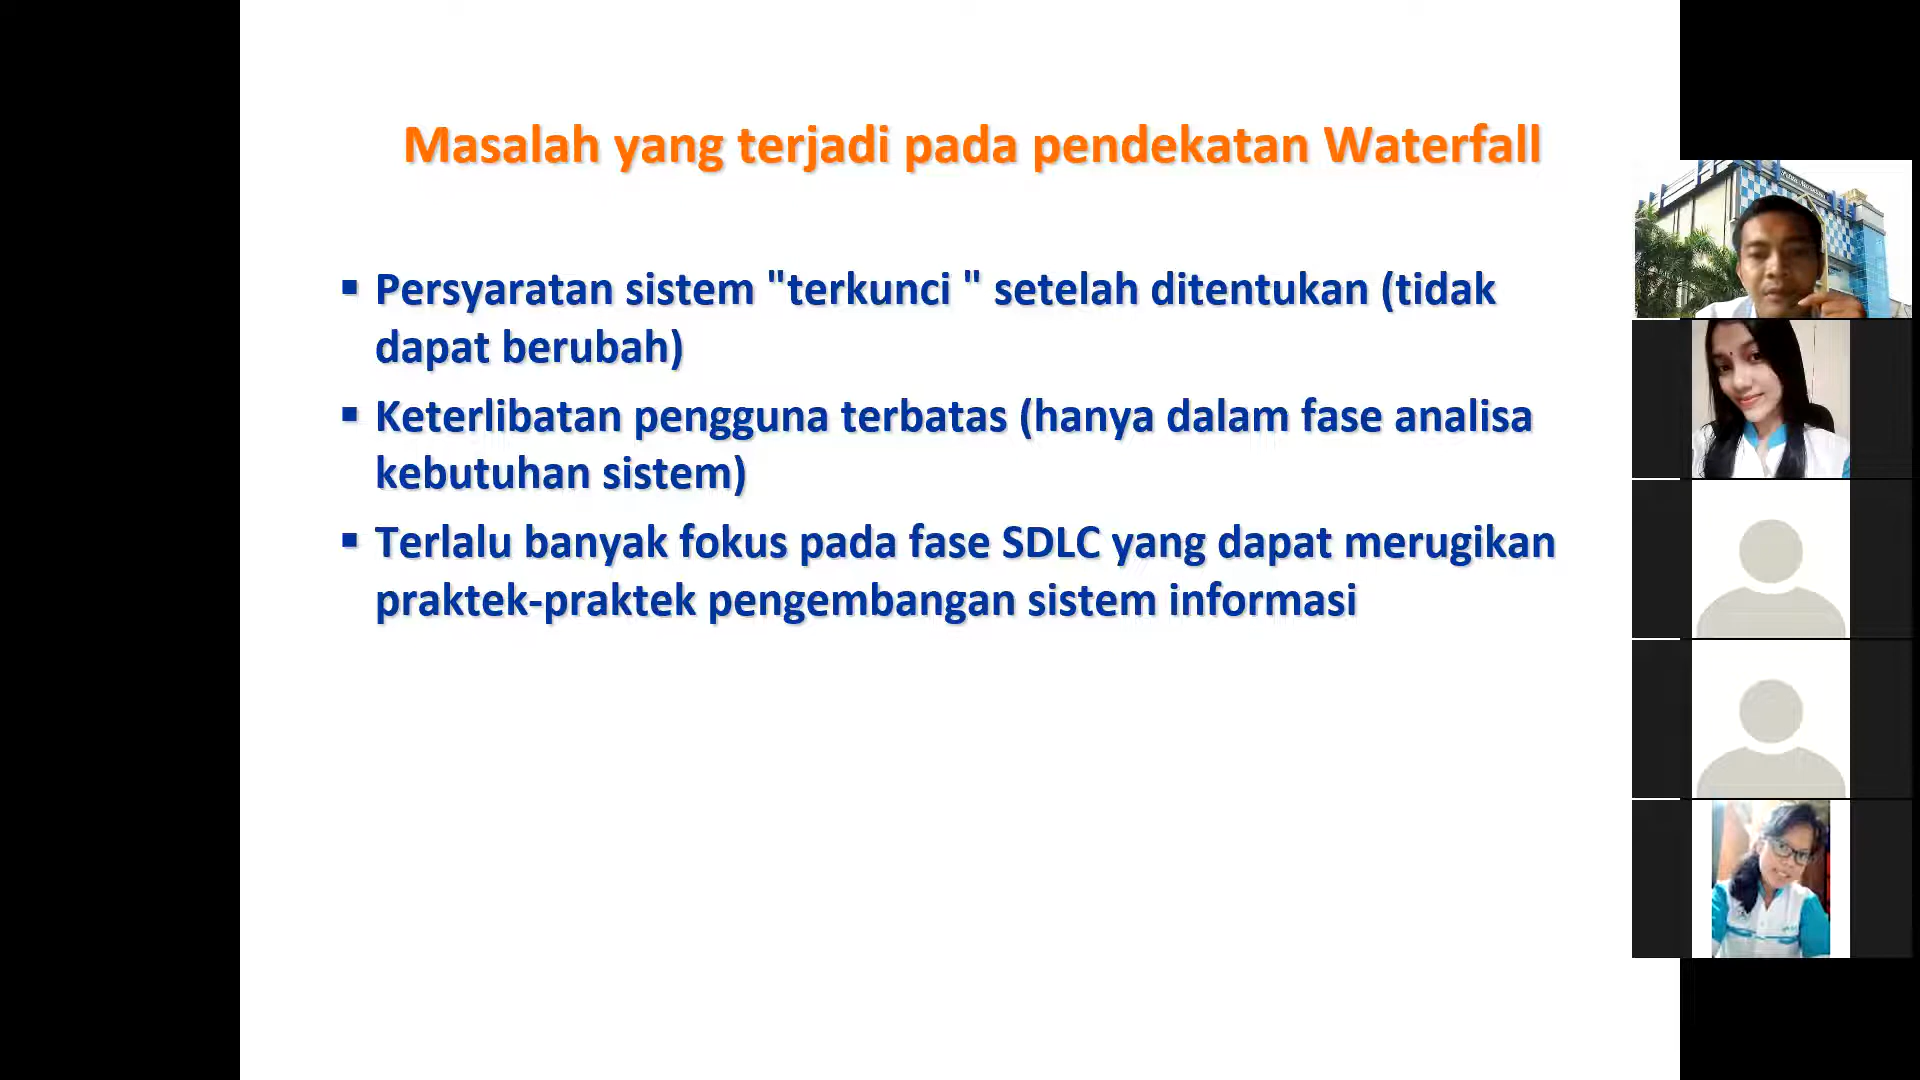 Masalah yang terjadi pada pendekatan Waterfall
▪ Persyaratan sistem "terkunci " setelah ditentukan (tidak
dapat berubah)
▪ Keterlibatan pengguna terbatas (hanya dalam fase analisa
kebutuhan sistem)
▪ Terlalu banyak fokus pada fase SDLC yang dapat merugikan
praktek-praktek pengembangan sistem informasi